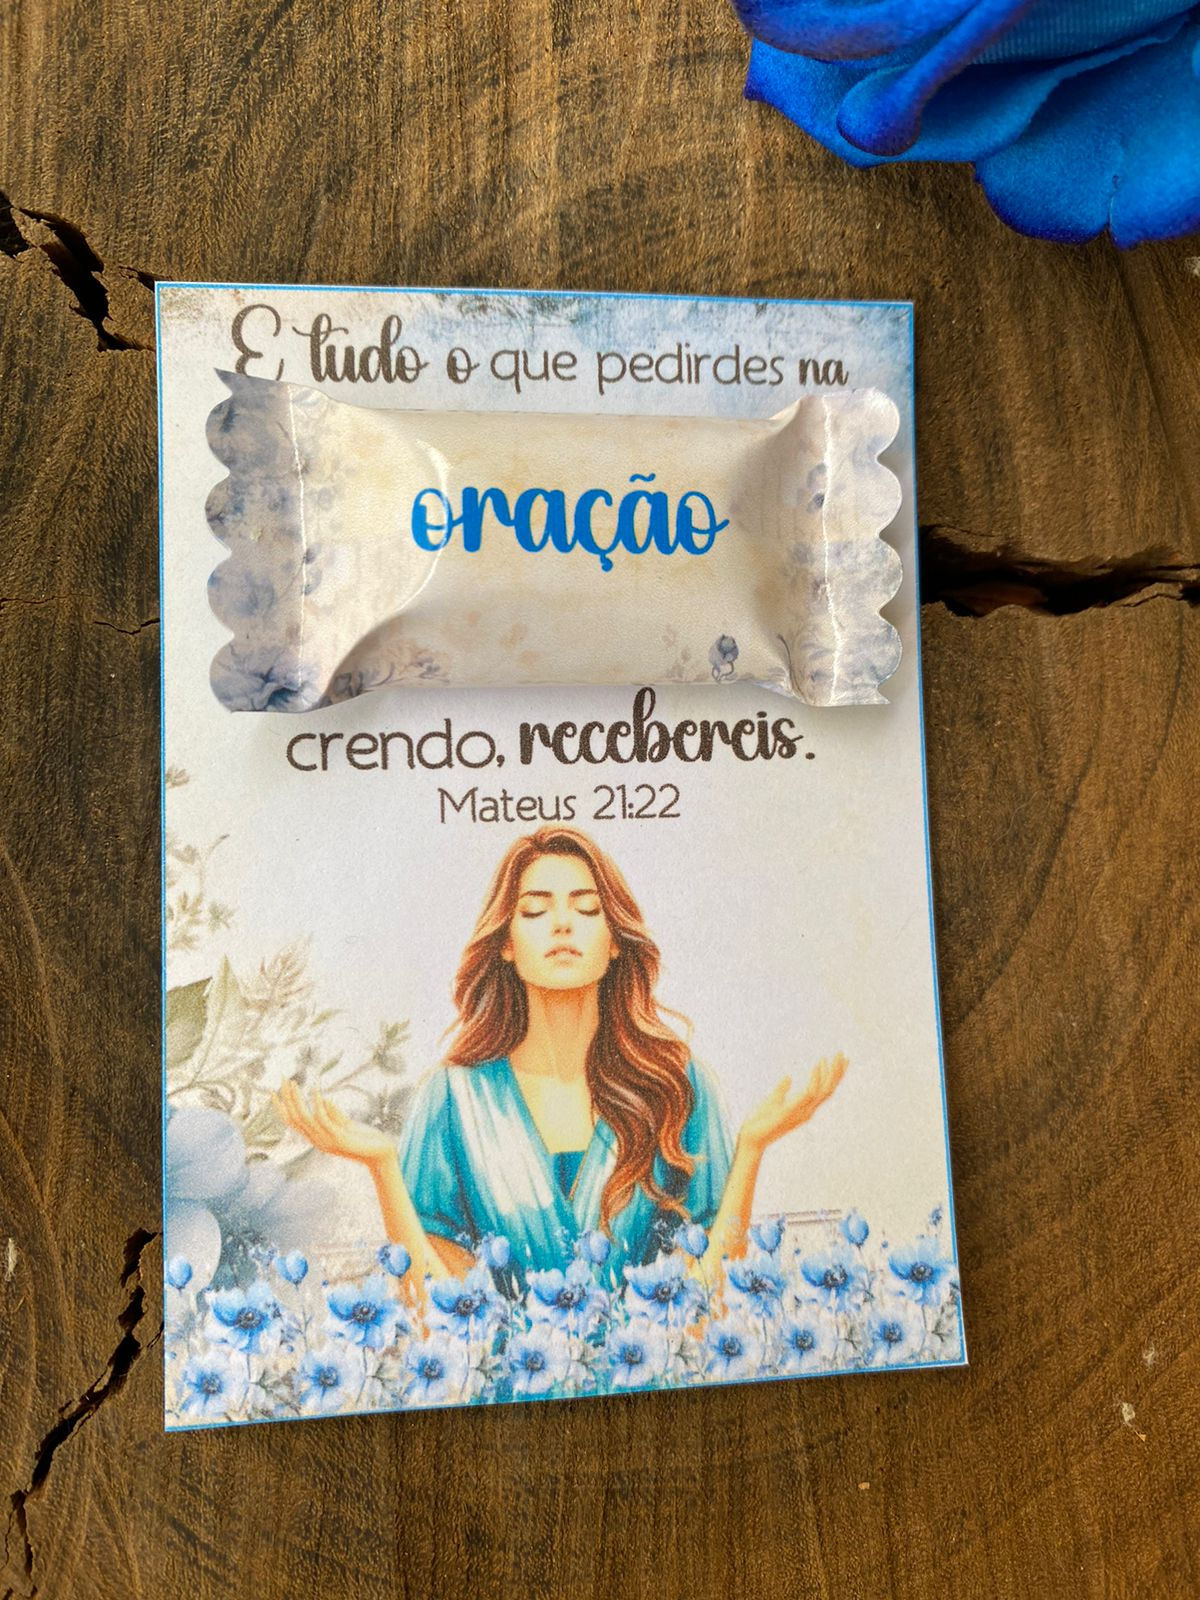 E tudo o que pedirdes na
oração
crendo, recebereis.
Mateus 21:22